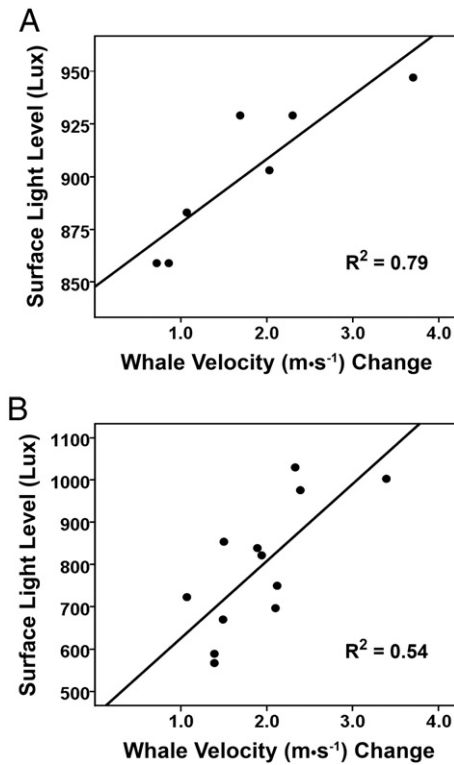 A
Surface Light Level (Lux)
950
925
900
875
850
R² = 0.79
1.0 2.0 3.0 4.0
Whale Velocity (m•s⁻¹) Change
B
Surface Light Level (Lux)
1100
1000
900
800
700
600
500
R² = 0.54
1.0 2.0 3.0 4.0
Whale Velocity (m•s⁻¹) Change